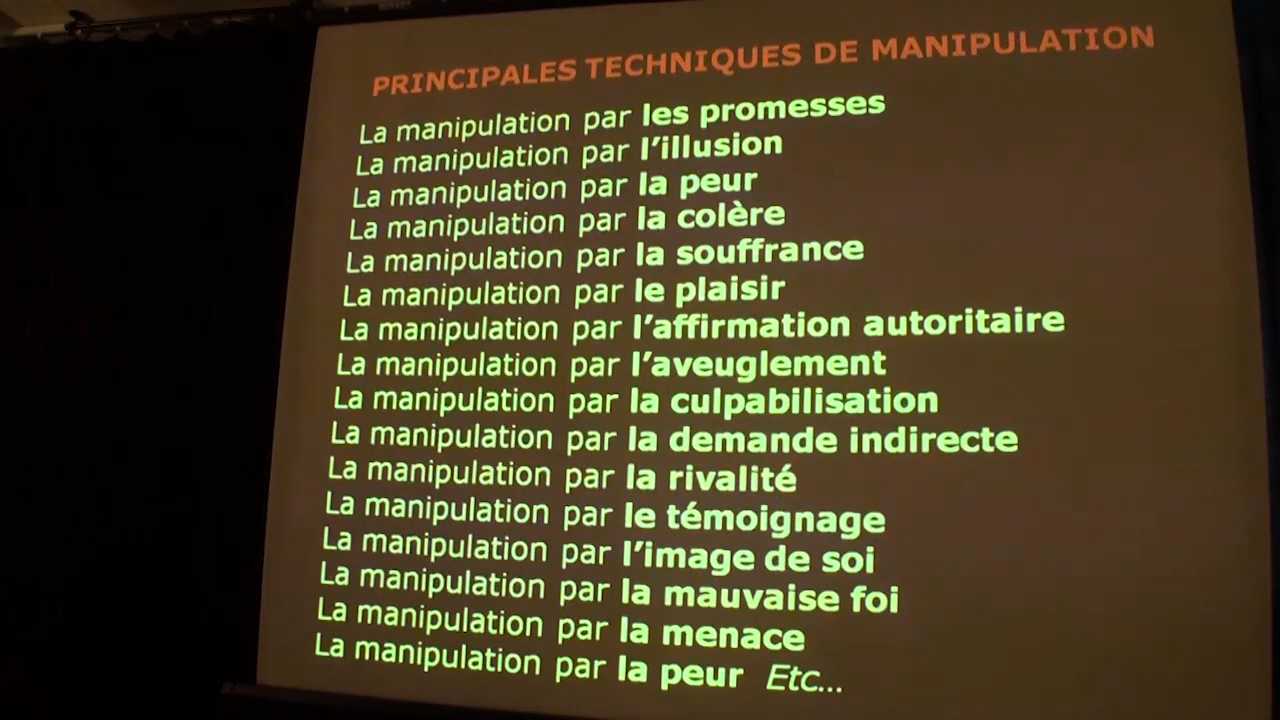 PRINCIPALES TECHNIQUES DE MANIPULATION
La manipulation par les promesses
La manipulation par l'illusion
La manipulation par la peur
La manipulation par la colère
La manipulation par la souffrance
La manipulation par le plaisir
La manipulation par l'affirmation autoritaire
La manipulation par l'aveuglement
La manipulation par la culpabilisation
La manipulation par la demande indirecte
La manipulation par la rivalité
La manipulation par le témoignage
La manipulation par l'image de soi
La manipulation par la mauvaise foi
La manipulation par la menace
La manipulation par la peur Etc...